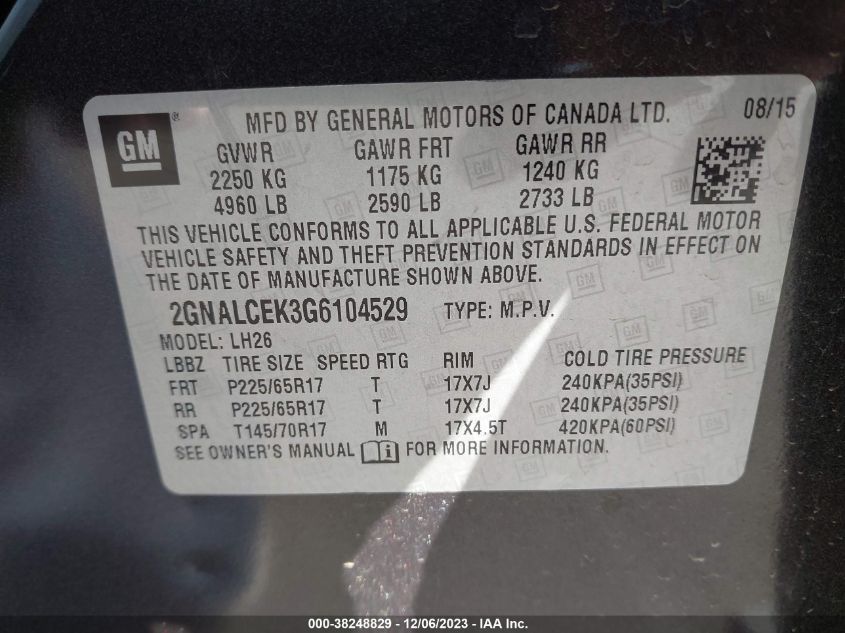 GM ® MFD BY GENERAL MOTORS OF CANADA LTD. 08/15
GVWR GAWR FRT GAWR RR
2250 KG 1175 KG 1240 KG
4960 LB 2590 LB 2733 LB
THIS VEHICLE CONFORMS TO ALL APPLICABLE U.S. FEDERAL MOTOR
VEHICLE SAFETY AND THEFT PREVENTION STANDARDS IN EFFECT ON
THE DATE OF MANUFACTURE SHOWN ABOVE.
2GNALCEK3G6104529 TYPE: M.P.V.
MODEL: LH26
LBBZ TIRE SIZE SPEED RTG RIM COLD TIRE PRESSURE
FRT P225/65R17 T 17X7J 240KPA(35PSI)
RR P225/65R17 T 17X7J 240KPA(35PSI)
SPA T145/70R17 M 17X4.5T 420KPA(60PSI)
SEE OWNER'S MANUAL i FOR MORE INFORMATION.
000-38248829 - 12/06/2023 - IAA Inc.